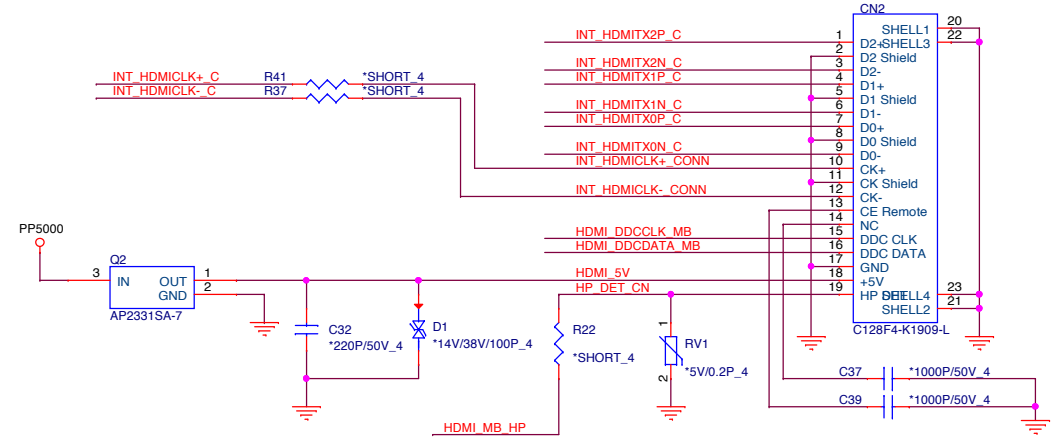 CN2
SHELL1 20
SHELL3 22
INT_HDMITX2P_C 1 D2+
2 D2 Shield
INT_HDMITX2N_C 3 D2-
INT_HDMITX1P_C 4 D1+
5 D1 Shield
INT_HDMITX1N_C 6 D1-
INT_HDMITX0P_C 7 D0+
8 D0 Shield
INT_HDMITX0N_C 9 D0-
INT_HDMICLK+_CONN 10 CK+
11 CK Shield
INT_HDMICLK-_CONN 12 CK-
13 CE Remote
14 NC
HDMI_DDCCLK_MB 15 DDC CLK
HDMI_DDCDATA_MB 16 DDC DATA
17 GND
HDMI_5V 18 +5V
HP_DET_CN 19 HP DET
SHELL4 23
SHELL2 21
C128F4-K1909-L
INT_HDMICLK+_C R41 *SHORT_4
INT_HDMICLK-_C R37 *SHORT_4
PP5000
Q2
3 IN OUT 1
GND 2
AP2331SA-7
C32
*220P/50V_4
D1
*14V/38V/100P_4
R22
*SHORT_4
1
RV1
*5V/0.2P_4
2
HDMI_MB_HP
C37 *1000P/50V_4
C39 *1000P/50V_4